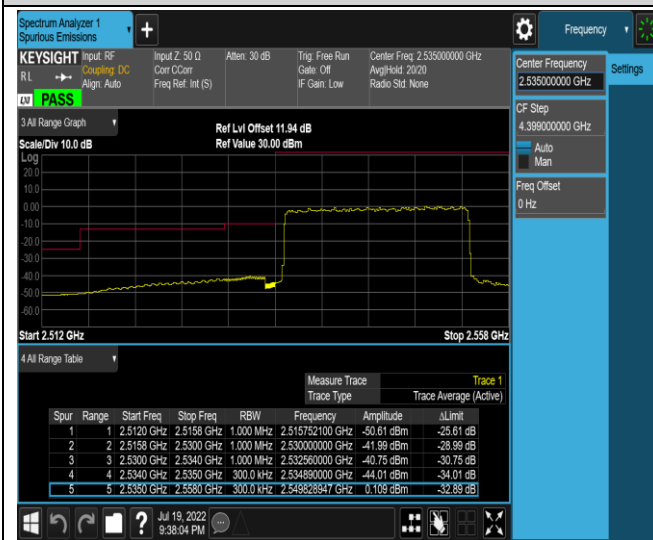 Spectrum Analyzer 1
Spurious Emissions
Frequency
KEYSIGHT Input: RF Input Z: 50 Ω Atten: 30 dB Trig: Free Run Center Freq: 2.535000000 GHz
RL Coupling: DC Corr CCorr Gate: Off Avg|Hold: 20/20
Align: Auto Freq Ref: Int (S) IF Gain: Low Radio Std: None
LXI PASS
Center Frequency
2.535000000 GHz
Settings
CF Step
4.399000000 GHz
Auto
Man
Freq Offset
0 Hz
3 All Range Graph
Ref Lvl Offset 11.94 dB
Scale/Div 10.0 dB Ref Value 30.00 dBm
Log
20.0
10.0
0.00
-10.0
-20.0
-30.0
-40.0
-50.0
-60.0
Start 2.512 GHz Stop 2.558 GHz
4 All Range Table
Measure Trace Trace 1
Trace Type Trace Average (Active)
Spur Range Start Freq Stop Freq RBW Frequency Amplitude ΔLimit
1 1 2.5120 GHz 2.5158 GHz 1.000 MHz 2.515752100 GHz -50.61 dBm -25.61 dB
2 2 2.5158 GHz 2.5300 GHz 1.000 MHz 2.530000000 GHz -41.99 dBm -28.99 dB
3 3 2.5300 GHz 2.5340 GHz 1.000 MHz 2.532560000 GHz -40.75 dBm -30.75 dB
4 4 2.5340 GHz 2.5350 GHz 300.0 kHz 2.534890000 GHz -44.01 dBm -34.01 dB
5 5 2.5350 GHz 2.5580 GHz 300.0 kHz 2.549828947 GHz 0.109 dBm -32.89 dB
Jul 19, 2022
9:38:04 PM